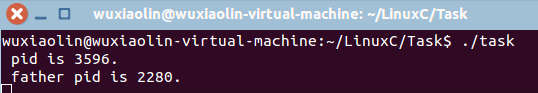 wuxiaolin@wuxiaolin-virtual-machine: ~/LinuxC/Task
wuxiaolin@wuxiaolin-virtual-machine:~/LinuxC/Task$ ./task
pid is 3596.
father pid is 2280.